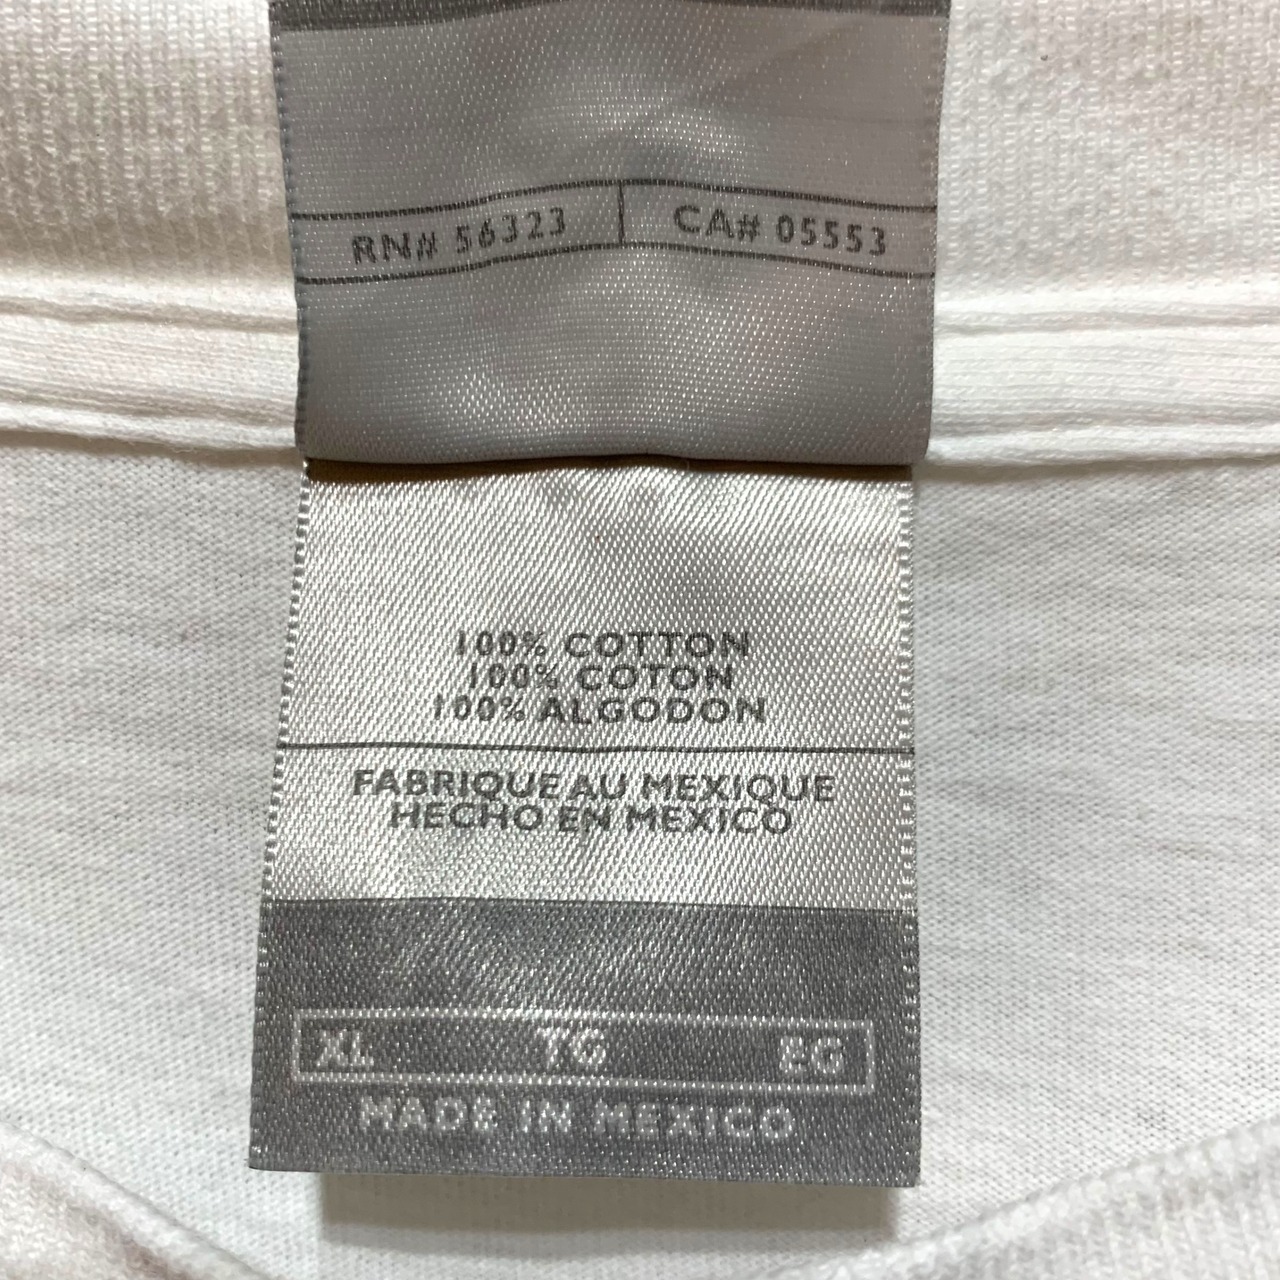 RN# 56323 CA# 05553
100% COTTON
100% COTON
100% ALGODON
FABRIQUE AU MEXIQUE
HECHO EN MEXICO
XL TG EG
MADE IN MEXICO